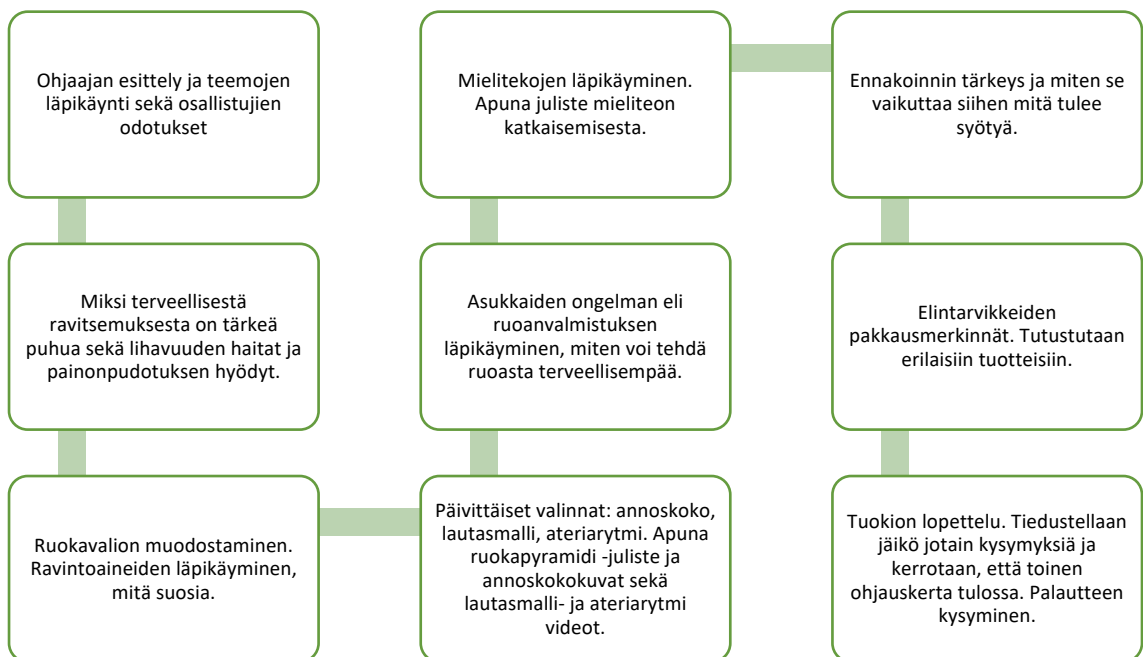 Ohjaajan esittely ja teemojen
läpikäynti sekä osallistujien
odotukset
Miksi terveellisestä
ravitsemuksesta on tärkeä
puhua sekä lihavuuden haitat ja
painonpudotuksen hyödyt.
Ruokavalion muodostaminen.
Ravintoaineiden läpikäyminen,
mitä suosia.
Päivittäiset valinnat: annoskoko,
lautasmalli, ateriarytmi. Apuna
ruokapyramidi -juliste ja
annoskokokuvat sekä
lautasmalli- ja ateriarytmi
videot.
Asukkaiden ongelman eli
ruoanvalmistuksen
läpikäyminen, miten voi tehdä
ruoasta terveellisempää.
Mielitekojen läpikäyminen.
Apuna juliste mieliteon
katkaisemisesta.
Ennakoinnin tärkeys ja miten se
vaikuttaa siihen mitä tulee
syötyä.
Elintarvikkeiden
pakkausmerkinnät. Tutustutaan
erilaisiin tuotteisiin.
Tuokion lopettelu. Tiedustellaan
jäikö jotain kysymyksiä ja
kerrotaan, että toinen
ohjauskerta tulossa. Palautteen
kysyminen.